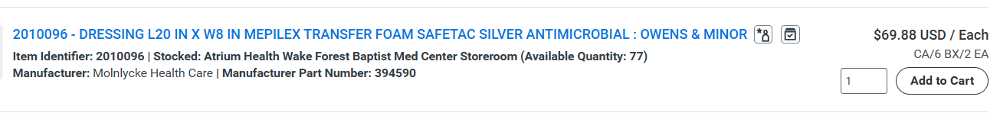 2010096 - DRESSING L20 IN X W8 IN MEPILEX TRANSFER FOAM SAFETAC SILVER ANTIMICROBIAL : OWENS & MINOR
$69.88 USD / Each
Item Identifier: 2010096 | Stocked: Atrium Health Wake Forest Baptist Med Center Storeroom (Available Quantity: 77)
CA/6 BX/2 EA
Manufacturer: Molnlycke Health Care | Manufacturer Part Number: 394590
1
Add to Cart